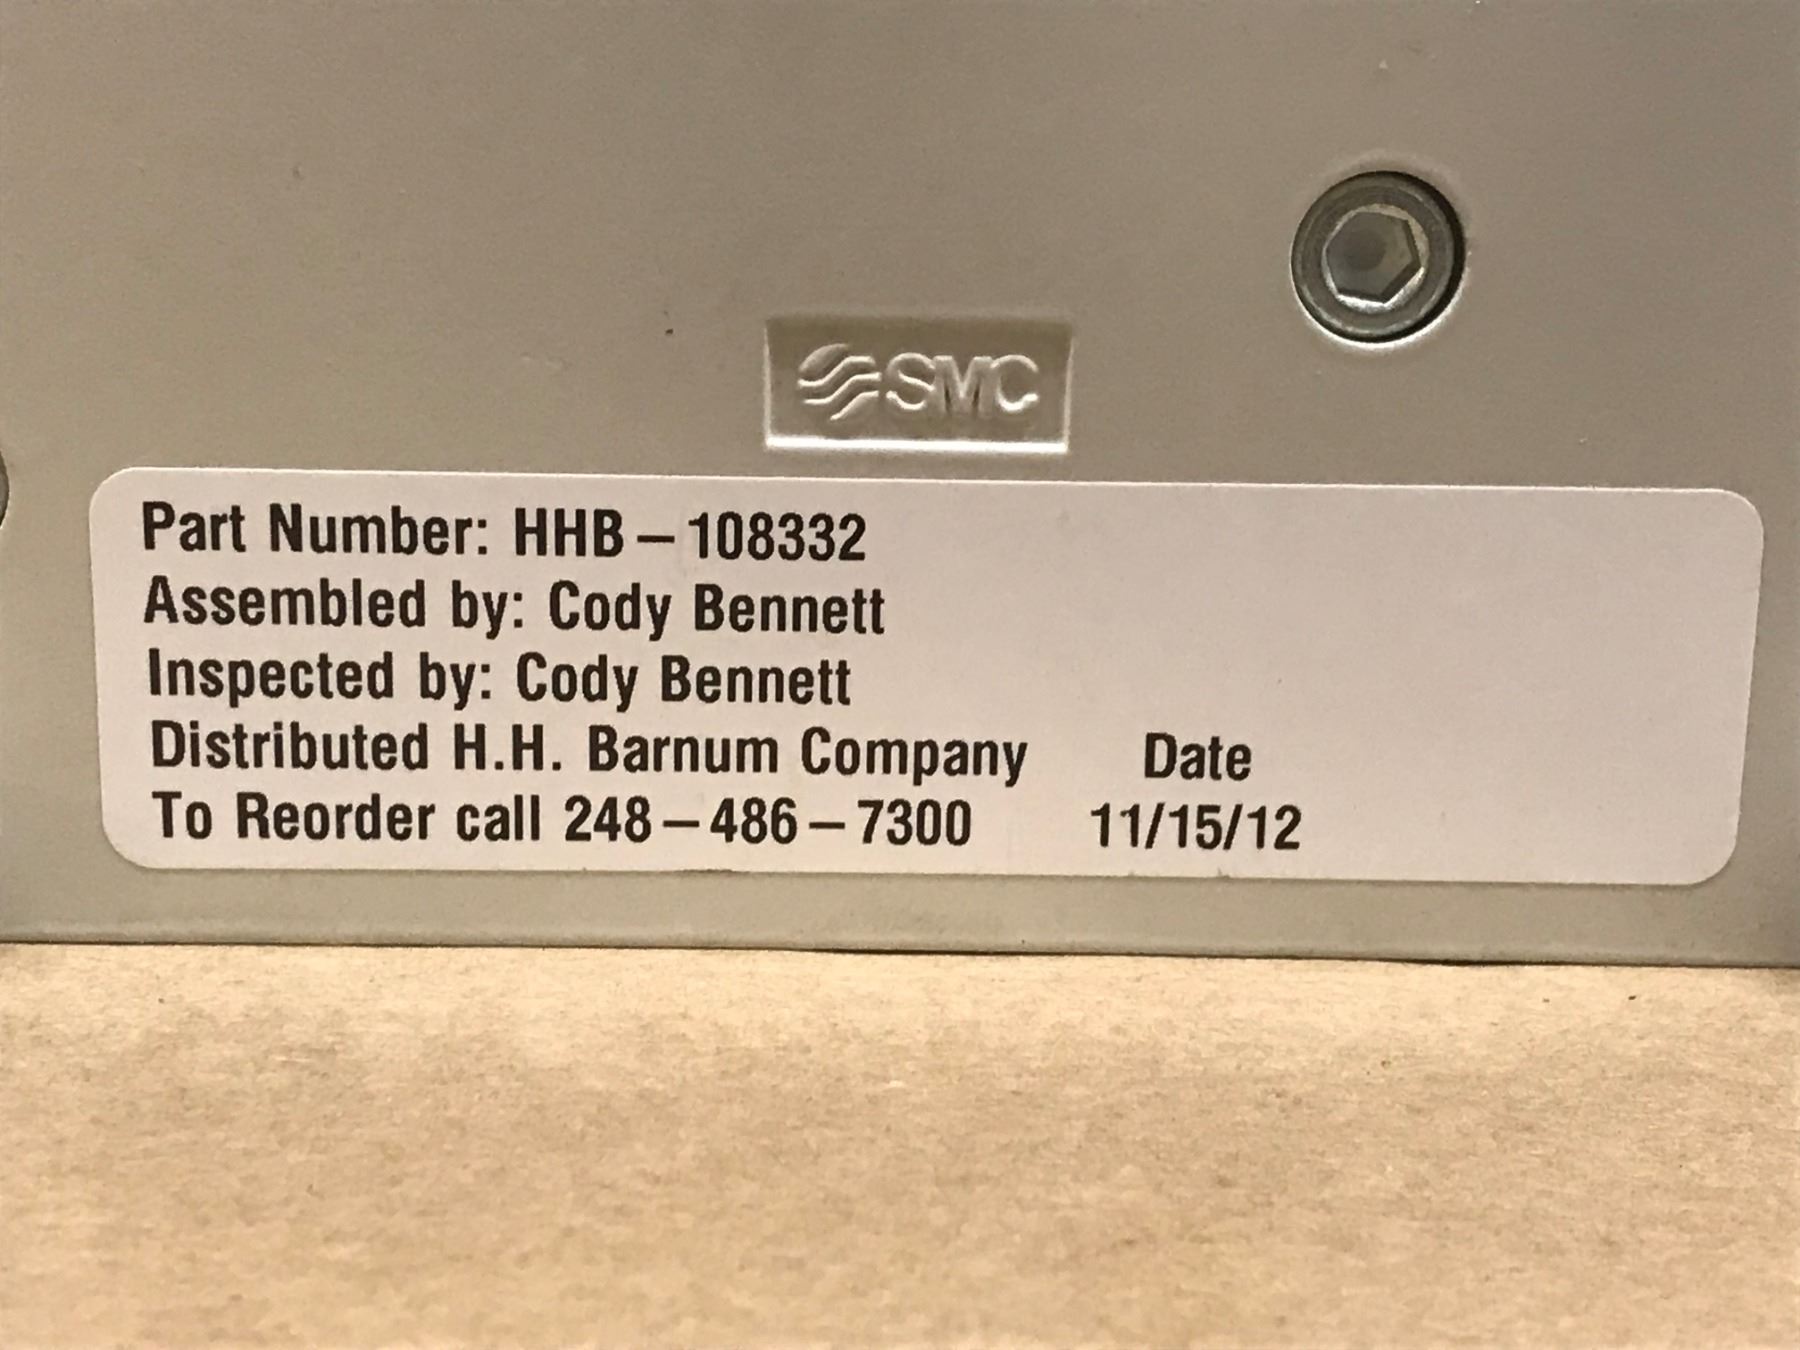 SMC
Part Number: HHB – 108332
Assembled by: Cody Bennett
Inspected by: Cody Bennett
Distributed H.H. Barnum Company Date
To Reorder call 248 – 486 – 7300 11/15/12